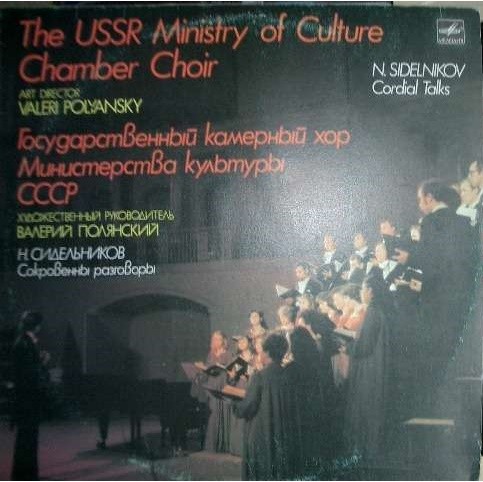 The USSR Ministry of Culture
Chamber Choir
ART DIRECTOR
VALERI POLYANSKY
N. SIDELNIKOV
Cordial Talks
Государственный камерный хор
Министерства культуры
СССР
ХУДОЖЕСТВЕННЫЙ РУКОВОДИТЕЛЬ
ВАЛЕРИЙ ПОЛЯНСКИЙ
Н. СИДЕЛЬНИКОВ
Сокровенны разговоры